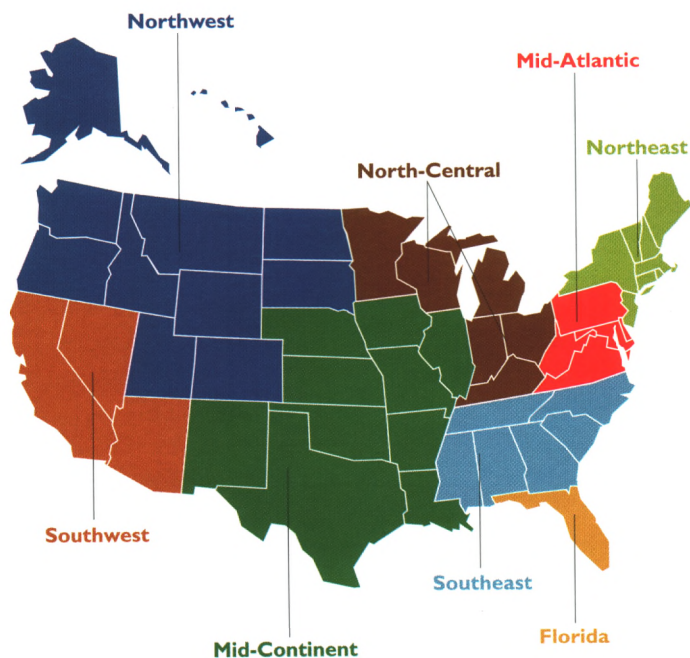 Northwest
Mid-Atlantic
Northeast
North-Central
Southwest
Southeast
Florida
Mid-Continent